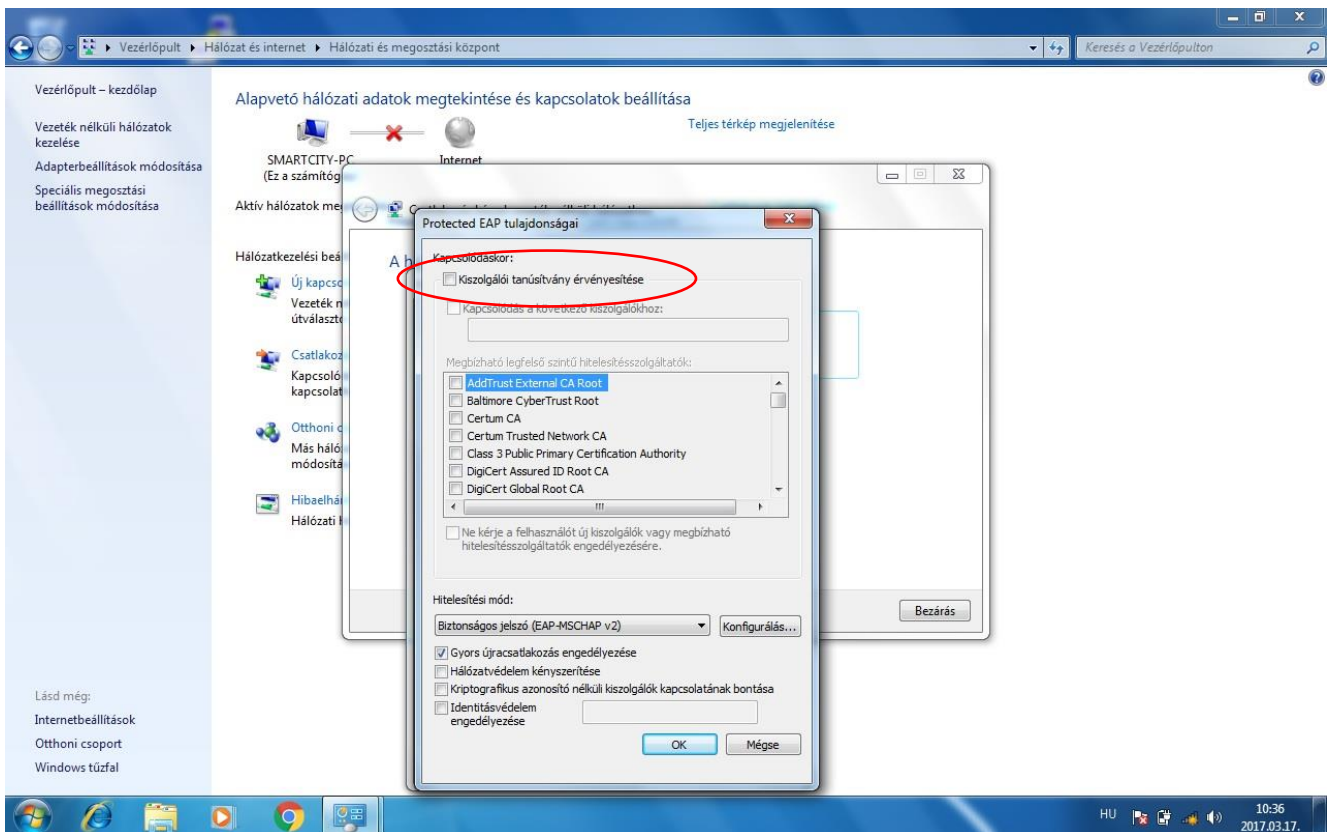 Vezérlőpult ▸ Hálózat és internet ▸ Hálózati és megosztási központ
Keresés a Vezérlőpulton
Vezérlőpult – kezdőlap
Vezeték nélküli hálózatok
kezelése
Adapterbeállítások módosítása
Speciális megosztási
beállítások módosítása
Alapvető hálózati adatok megtekintése és kapcsolatok beállítása
Teljes térkép megjelenítése
SMARTCITY-PC
(Ez a számítóg
Internet
Aktív hálózatok me
Hálózatkezelési beá
Új kapcso
Vezeték n
útválaszt
Csatlakoz
Kapcsoló
kapcsolat
Otthoni c
Más háló
módosítá
Hibaelhá
Hálózati h
A h
Bezárás
Protected EAP tulajdonságai
Kapcsolódáskor:
Kiszolgálói tanúsítvány érvényesítése
Kapcsolódás a következő kiszolgálókhoz:
Megbízható legfelső szintű hitelesítésszolgáltatók:
AddTrust External CA Root
Baltimore CyberTrust Root
Certum CA
Certum Trusted Network CA
Class 3 Public Primary Certification Authority
DigiCert Assured ID Root CA
DigiCert Global Root CA
Ne kérje a felhasználót új kiszolgálók vagy megbízható
hitelesítésszolgáltatók engedélyezésére.
Hitelesítési mód:
Biztonságos jelszó (EAP-MSCHAP v2)
Konfigurálás...
Gyors újracsatlakozás engedélyezése
Hálózatvédelem kényszerítése
Kriptografikus azonosító nélküli kiszolgálók kapcsolatának bontása
Identitásvédelem
engedélyezése
OK
Mégse
Lásd még:
Internetbeállítások
Otthoni csoport
Windows tűzfal
HU
10:36
2017.03.17.